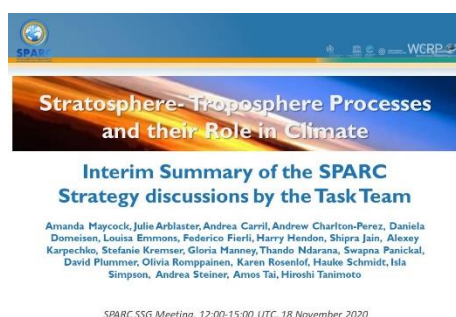 SPARC
WCRP
Stratosphere- Troposphere Processes
and their Role in Climate
Interim Summary of the SPARC
Strategy discussions by the Task Team
Amanda Maycock, Julie Arblaster, Andrea Carril, Andrew Charlton-Perez, Daniela
Domeisen, Louisa Emmons, Federico Fierli, Harry Hendon, Shipra Jain, Alexey
Karpechko, Stefanie Kremser, Gloria Manney, Thando Ndarana, Swapna Panickal,
David Plummer, Olivia Romppainen, Karen Rosenlof, Hauke Schmidt, Isla
Simpson, Andrea Steiner, Amos Tai, Hiroshi Tanimoto
SPARC SSG Meeting, 12:00-15:00 UTC, 18 November 2020